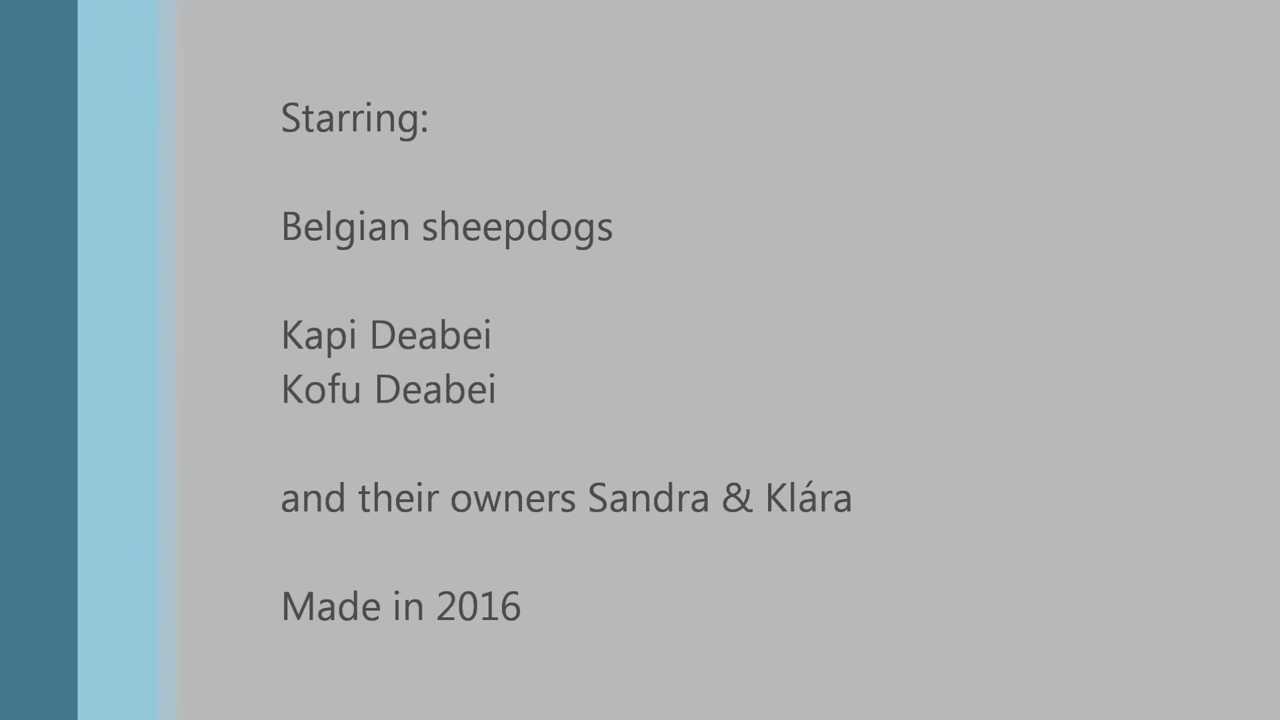 Starring:
Belgian sheepdogs
Kapi Deabei
Kofu Deabei
and their owners Sandra & Klára
Made in 2016